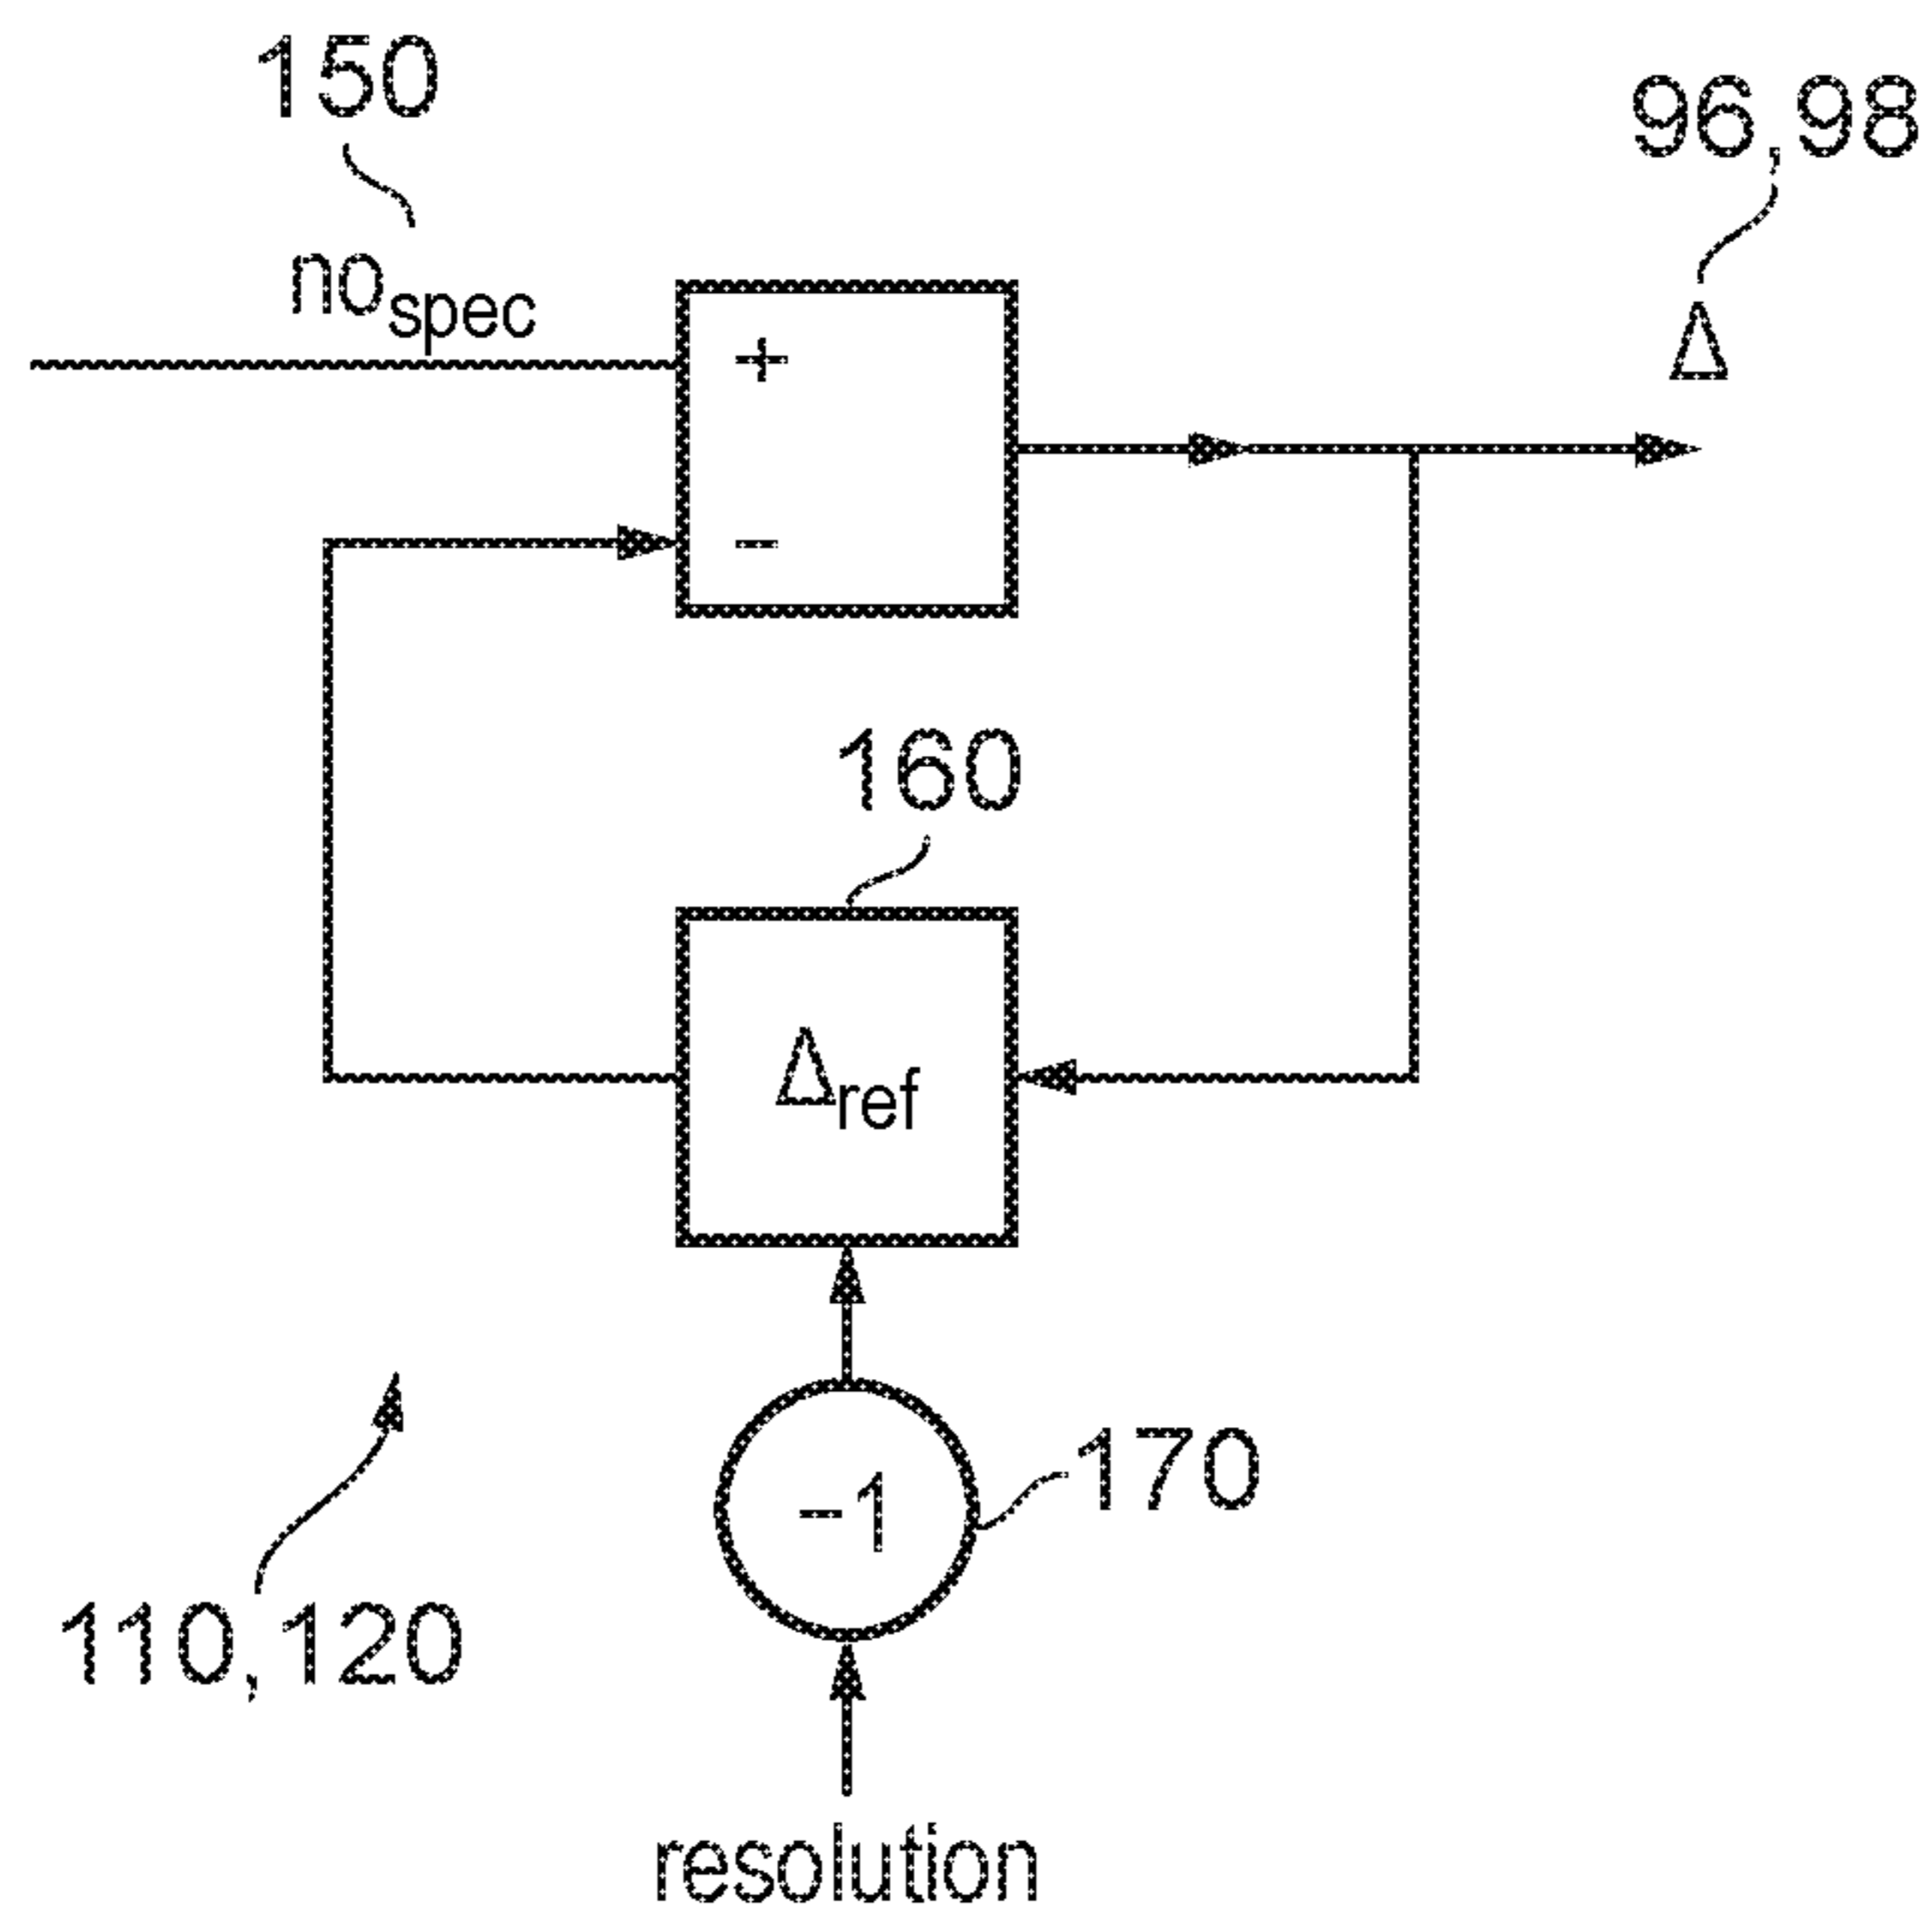 150
96,98
no_spec
Δ
+
−
160
Δ_ref
−1
170
110,120
resolution